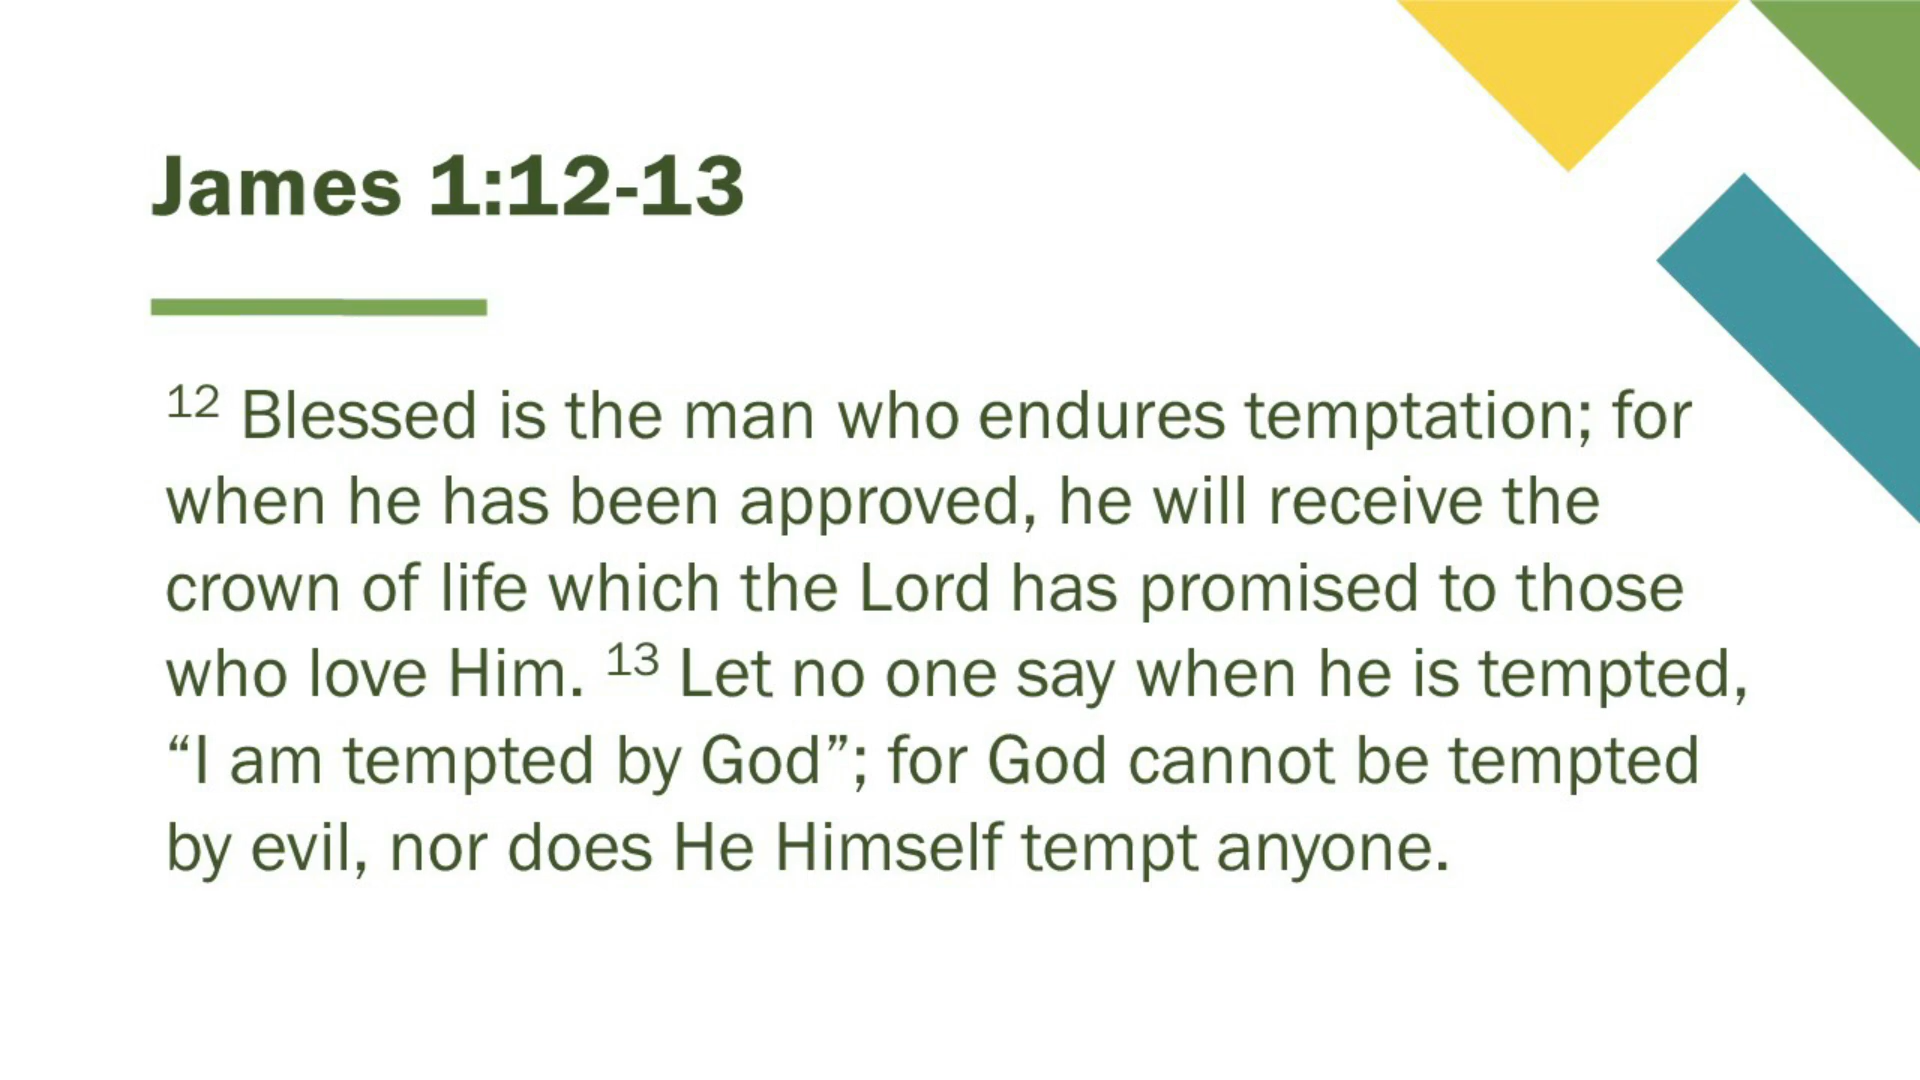 James 1:12-13
12 Blessed is the man who endures temptation; for
when he has been approved, he will receive the
crown of life which the Lord has promised to those
who love Him. 13 Let no one say when he is tempted,
“I am tempted by God”; for God cannot be tempted
by evil, nor does He Himself tempt anyone.